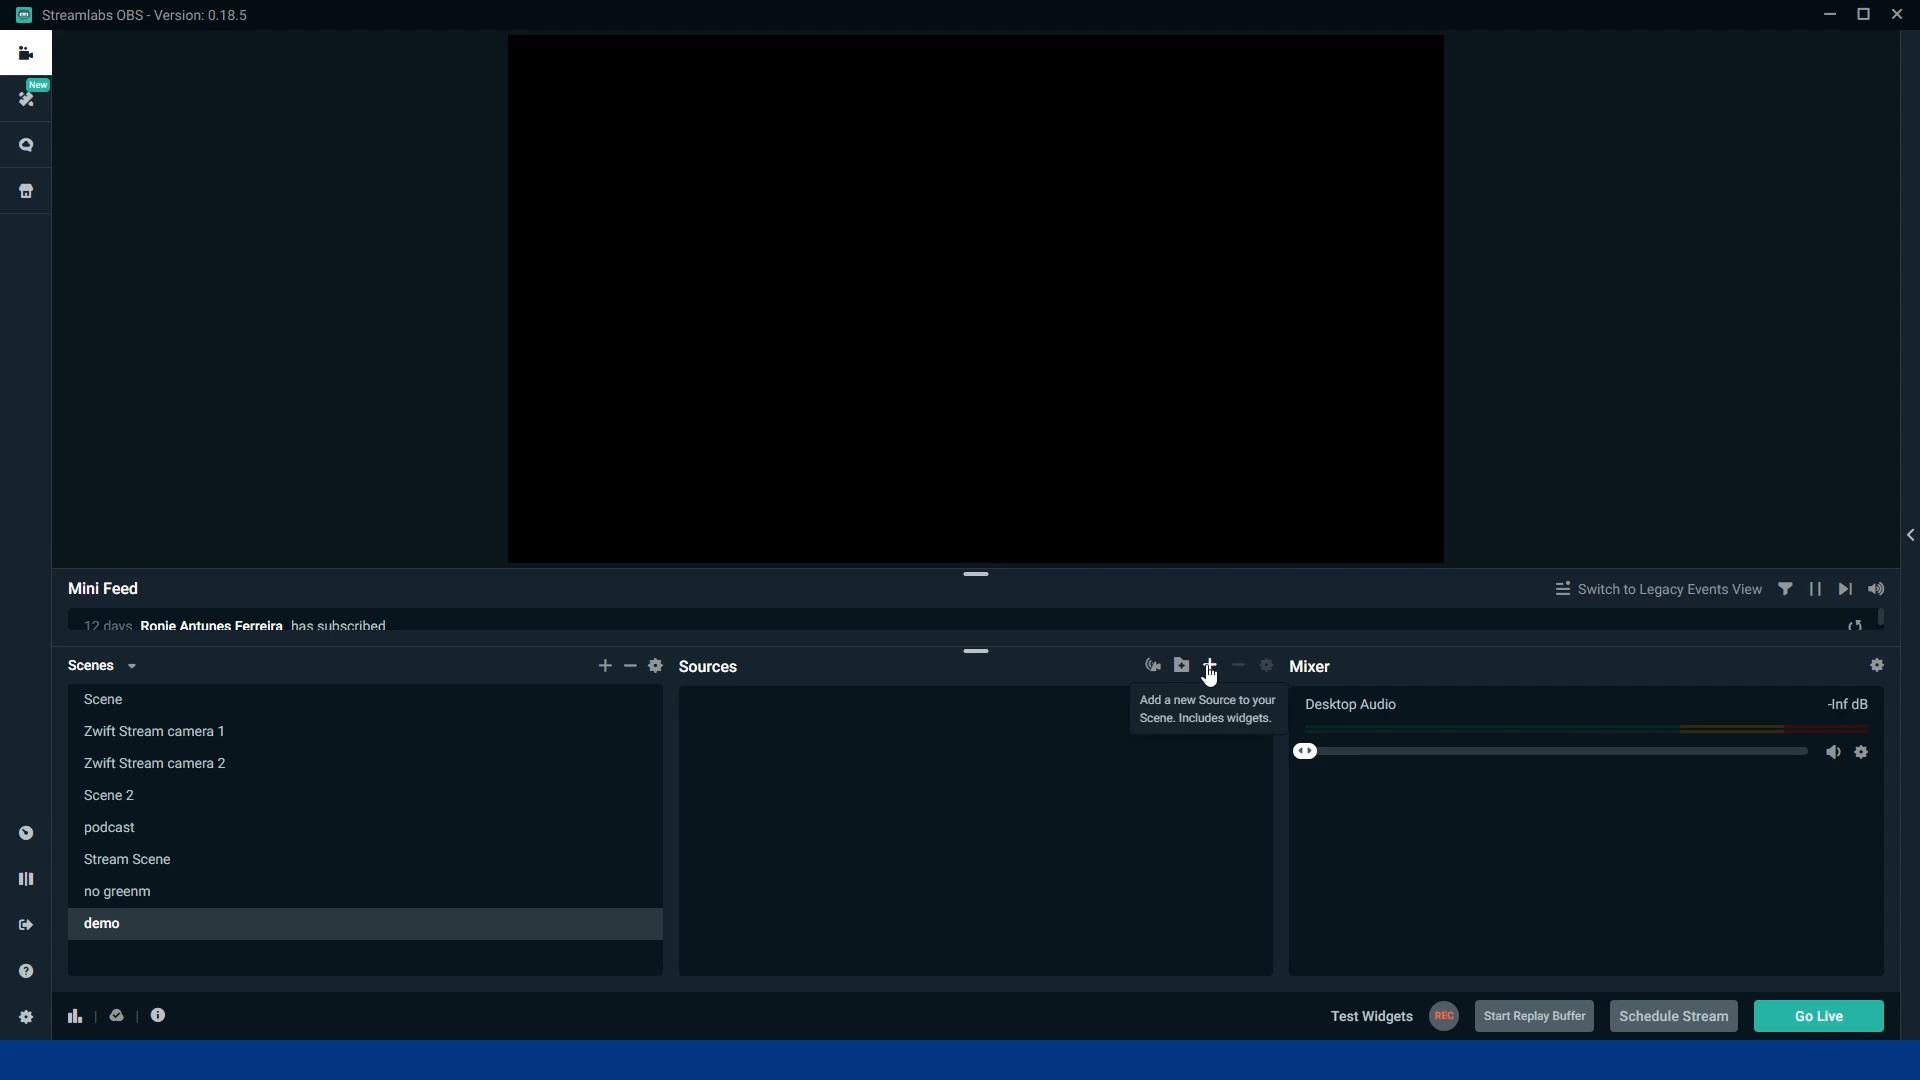 Streamlabs OBS - Version: 0.18.5
New
Mini Feed
Switch to Legacy Events View
12 days Ronie Antunes Ferreira has subscribed
Scenes
Sources
Mixer
Add a new Source to your
Scene. Includes widgets.
Scene
Zwift Stream camera 1
Zwift Stream camera 2
Scene 2
podcast
Stream Scene
no greenm
demo
Desktop Audio
-Inf dB
Test Widgets
REC
Start Replay Buffer
Schedule Stream
Go Live